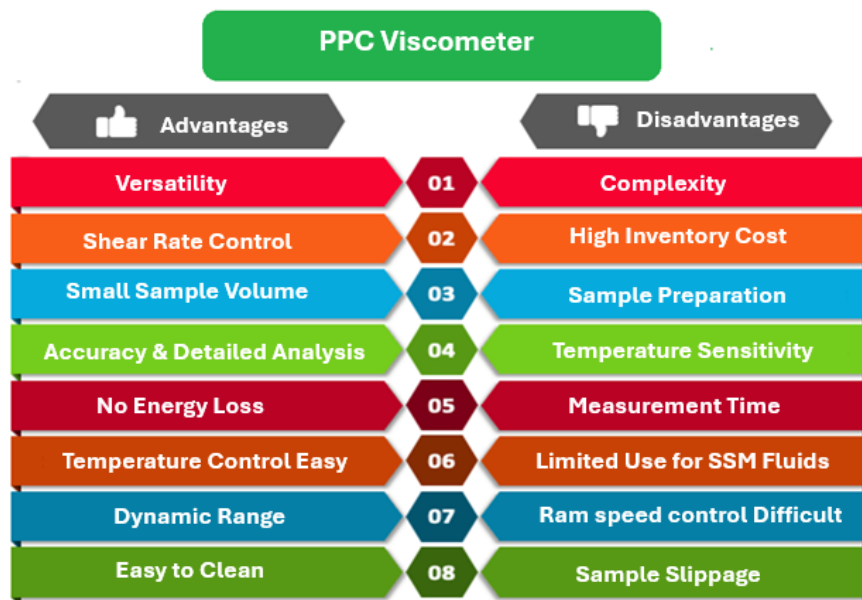 PPC Viscometer
Advantages
Disadvantages
Versatility 01 Complexity
Shear Rate Control 02 High Inventory Cost
Small Sample Volume 03 Sample Preparation
Accuracy & Detailed Analysis 04 Temperature Sensitivity
No Energy Loss 05 Measurement Time
Temperature Control Easy 06 Limited Use for SSM Fluids
Dynamic Range 07 Ram speed control Difficult
Easy to Clean 08 Sample Slippage